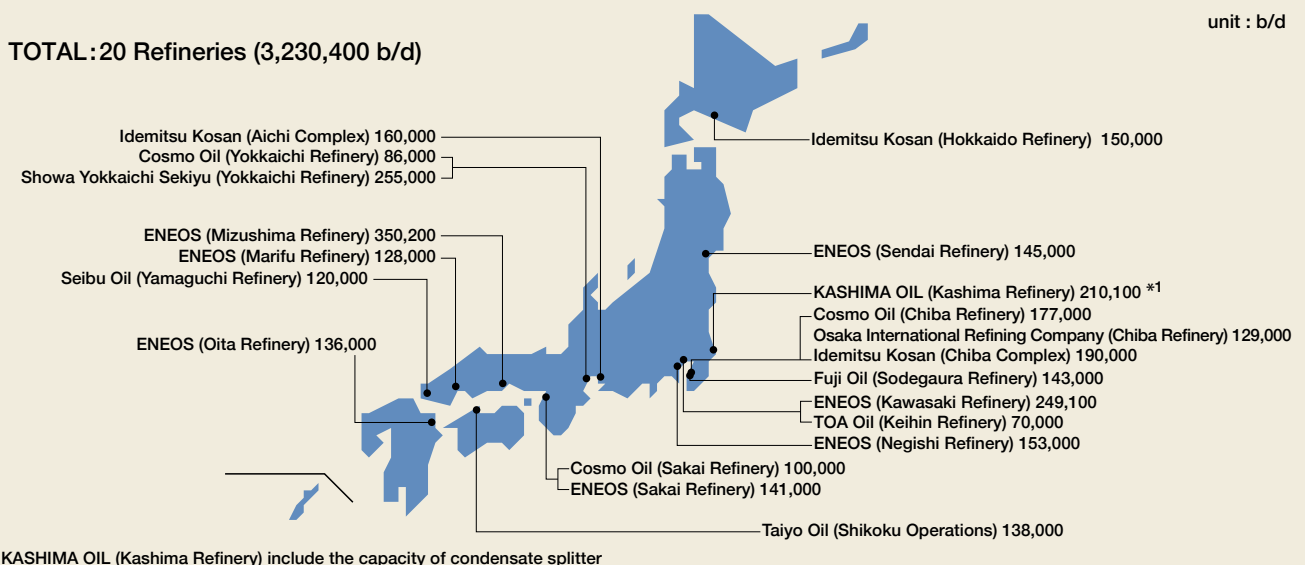 unit : b/d
TOTAL:20 Refineries (3,230,400 b/d)
Idemitsu Kosan (Aichi Complex) 160,000
Cosmo Oil (Yokkaichi Refinery) 86,000
Showa Yokkaichi Sekiyu (Yokkaichi Refinery) 255,000
ENEOS (Mizushima Refinery) 350,200
ENEOS (Marifu Refinery) 128,000
Seibu Oil (Yamaguchi Refinery) 120,000
ENEOS (Oita Refinery) 136,000
Idemitsu Kosan (Hokkaido Refinery) 150,000
ENEOS (Sendai Refinery) 145,000
KASHIMA OIL (Kashima Refinery) 210,100 *1
Cosmo Oil (Chiba Refinery) 177,000
Osaka International Refining Company (Chiba Refinery) 129,000
Idemitsu Kosan (Chiba Complex) 190,000
Fuji Oil (Sodegaura Refinery) 143,000
ENEOS (Kawasaki Refinery) 249,100
TOA Oil (Keihin Refinery) 70,000
ENEOS (Negishi Refinery) 153,000
Cosmo Oil (Sakai Refinery) 100,000
ENEOS (Sakai Refinery) 141,000
Taiyo Oil (Shikoku Operations) 138,000
KASHIMA OIL (Kashima Refinery) include the capacity of condensate splitter